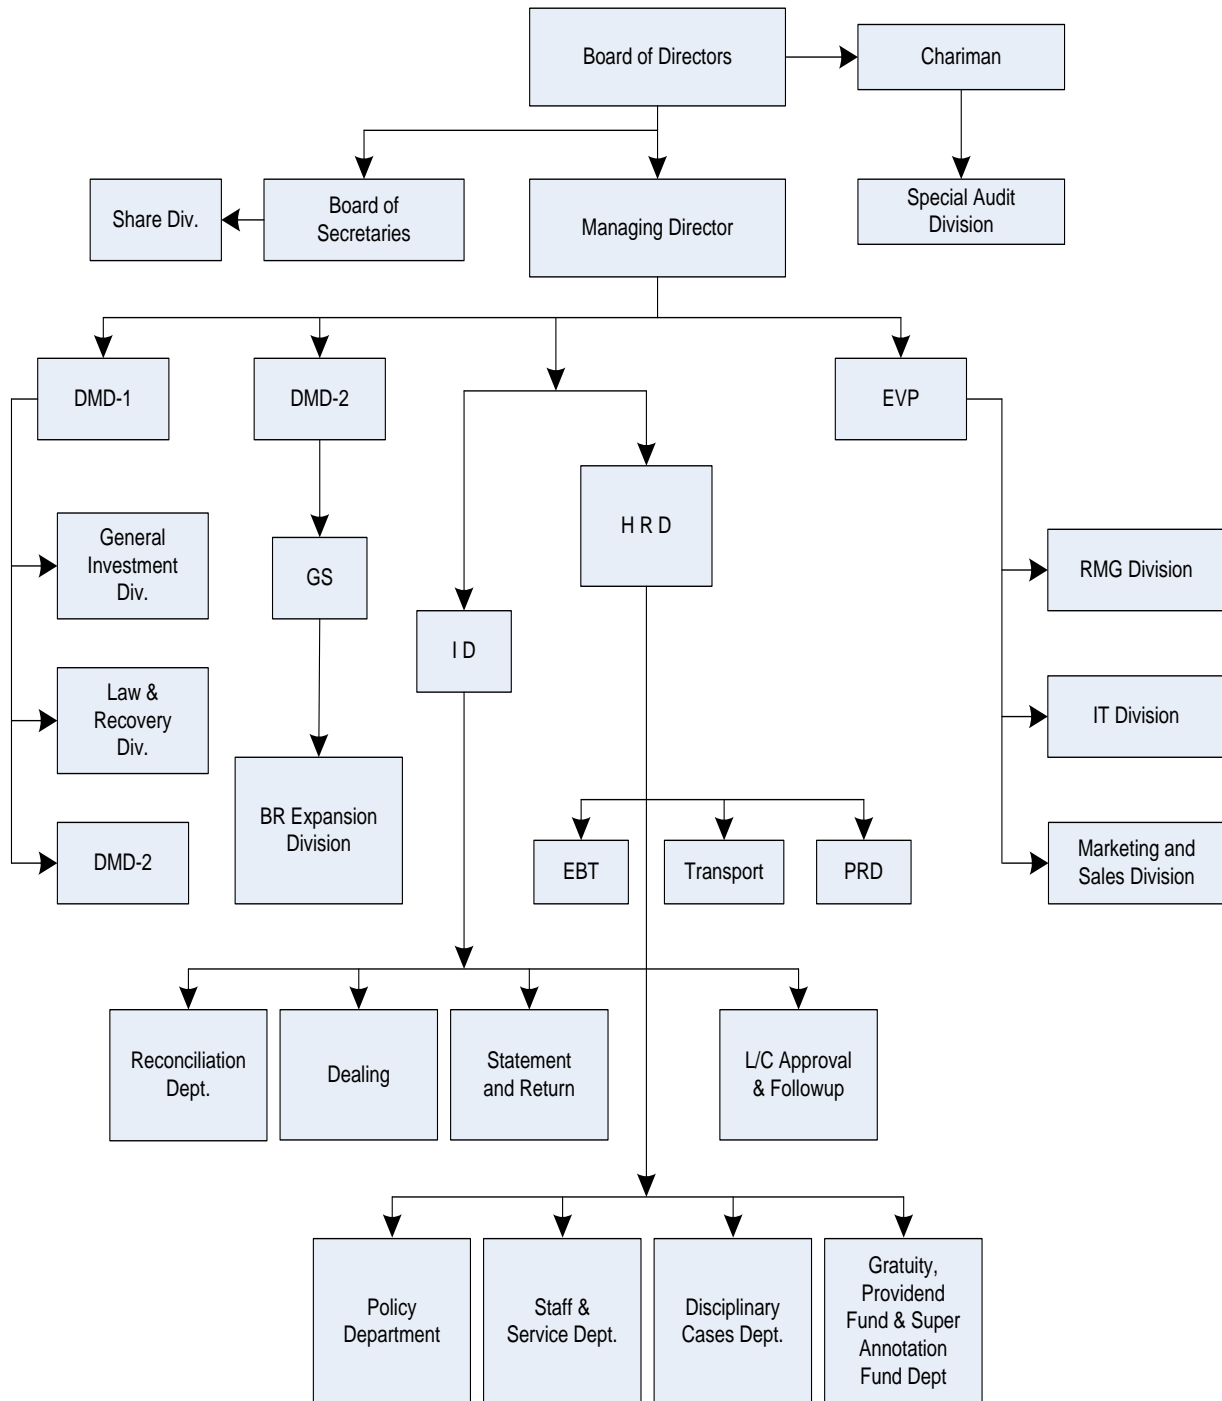 Board of Directors
Chariman
Share Div.
Board of
Secretaries
Managing Director
Special Audit
Division
DMD-1
DMD-2
EVP
General
Investment
Div.
GS
H R D
RMG Division
I D
Law &
Recovery
Div.
IT Division
BR Expansion
Division
DMD-2
EBT
Transport
PRD
Marketing and
Sales Division
Reconciliation
Dept.
Dealing
Statement
and Return
L/C Approval
& Followup
Policy
Department
Staff &
Service Dept.
Disciplinary
Cases Dept.
Gratuity,
Providend
Fund & Super
Annotation
Fund Dept